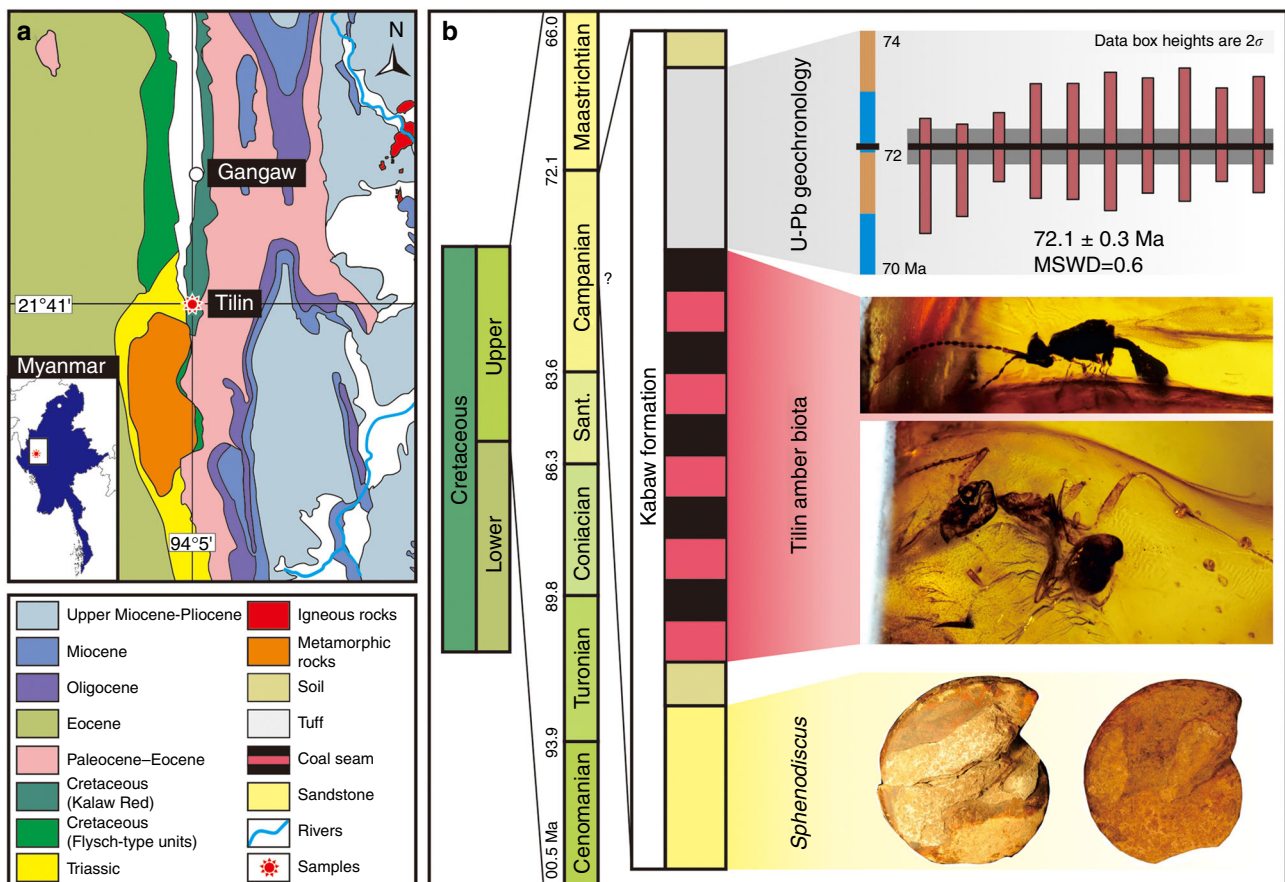 a
N
Gangaw
21°41'
Tilin
Myanmar
94°5'
Upper Miocene-Pliocene
Miocene
Oligocene
Eocene
Paleocene–Eocene
Cretaceous
(Kalaw Red)
Cretaceous
(Flysch-type units)
Triassic
Igneous rocks
Metamorphic
rocks
Soil
Tuff
Coal seam
Sandstone
Rivers
Samples
b
Cretaceous
Upper
Lower
66.0
Maastrichtian
72.1
Campanian
83.6
Sant.
86.3
Coniacian
89.8
Turonian
93.9
Cenomanian
00.5 Ma
?
Kabaw formation
U-Pb geochronology
74
72
70 Ma
Data box heights are 2σ
72.1 ± 0.3 Ma
MSWD=0.6
Tilin amber biota
Sphenodiscus